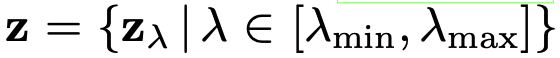 z = {z_λ | λ ∈ [λ_min, λ_max]}